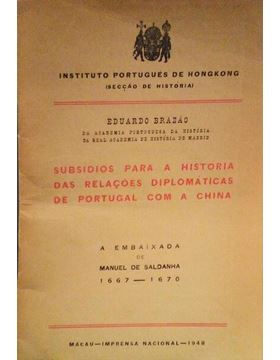 INSTITUTO PORTUGUÊS DE HONGKONG
(SECÇÃO DE HISTÓRIA)
EDUARDO BRAZÃO
DA ACADEMIA PORTUGUESA DA HISTÓRIA
DA REAL ACADEMIA DE HISTÓRIA DE MADRID
SUBSIDIOS PARA A HISTORIA
DAS RELAÇÕES DIPLOMÁTICAS
DE PORTUGAL COM A CHINA
A EMBAIXADA
DE
MANUEL DE SALDANHA
1667—1670
MACAU—IMPRENSA NACIONAL—1948